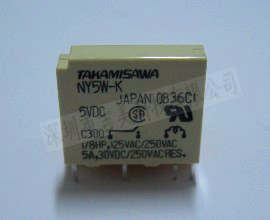 TAKAMISAWA
NY5W-K
JAPAN 0836C1
5VDC
C300
1/8HP, 125VAC/250VAC
5A, 30VDC/250VAC RES.